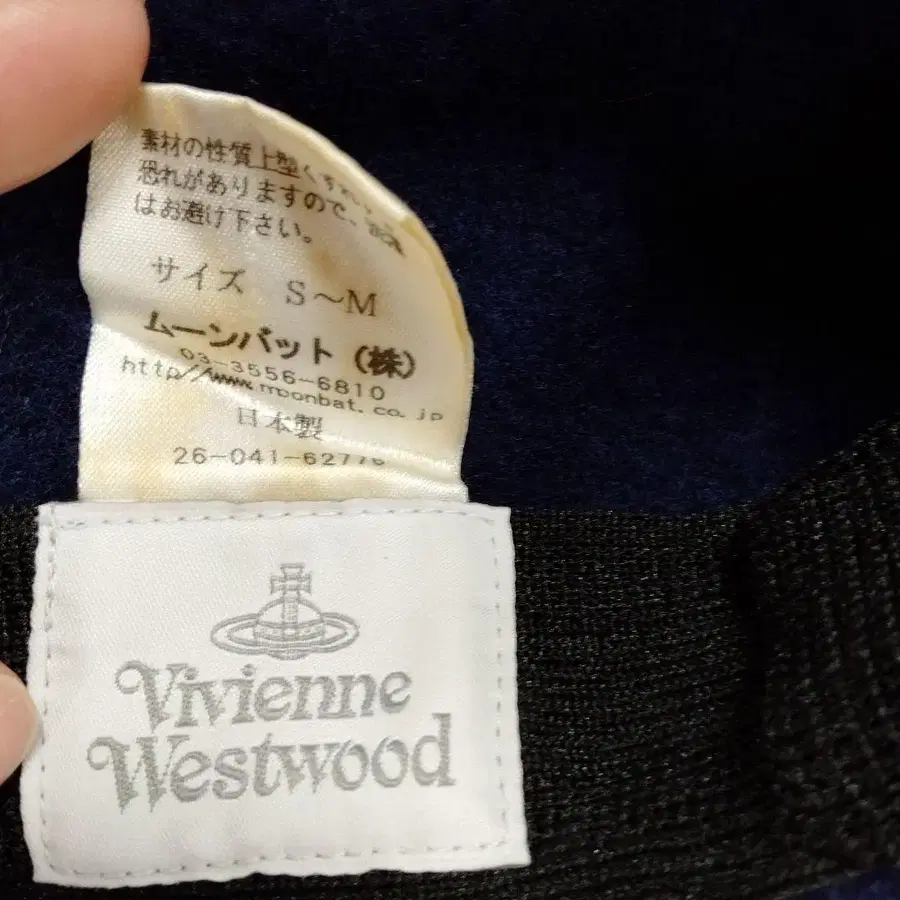 素材の性質上型くずれ
恐れがありますので、
はお避け下さい。
サイズ S～M
ムーンバット(株)
03-3556-6810
http://www.moonbat.co.jp
日本製
26-041-62776
Vivienne
Westwood